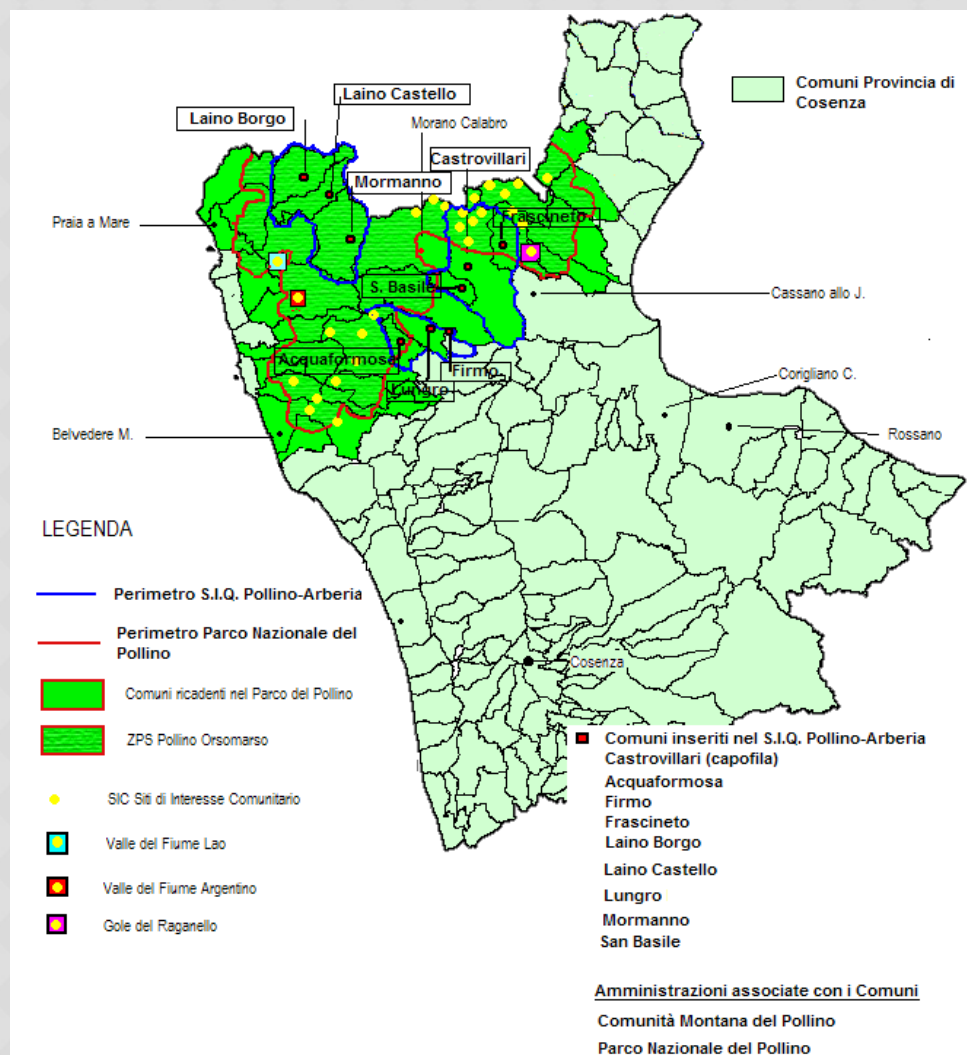 Laino Castello
Comuni Provincia di
Cosenza
Laino Borgo
Morano Calabro
Castrovillari
Mormanno
Frascineto
Praia a Mare
S. Basile
Cassano allo J.
Acquaformosa
Firmo
Lungro
Corigliano C.
Belvedere M.
Rossano
LEGENDA
Perimetro S.I.Q. Pollino-Arberia
Perimetro Parco Nazionale del
Pollino
Cosenza
Comuni ricadenti nel Parco del Pollino
ZPS Pollino Orsomarso
SIC Siti di Interesse Comunitario
Valle del Fiume Lao
Valle del Fiume Argentino
Gole del Raganello
Comuni inseriti nel S.I.Q. Pollino-Arberia
Castrovillari (capofila)
Acquaformosa
Firmo
Frascineto
Laino Borgo
Laino Castello
Lungro
Mormanno
San Basile
Amministrazioni associate con i Comuni
Comunità Montana del Pollino
Parco Nazionale del Pollino